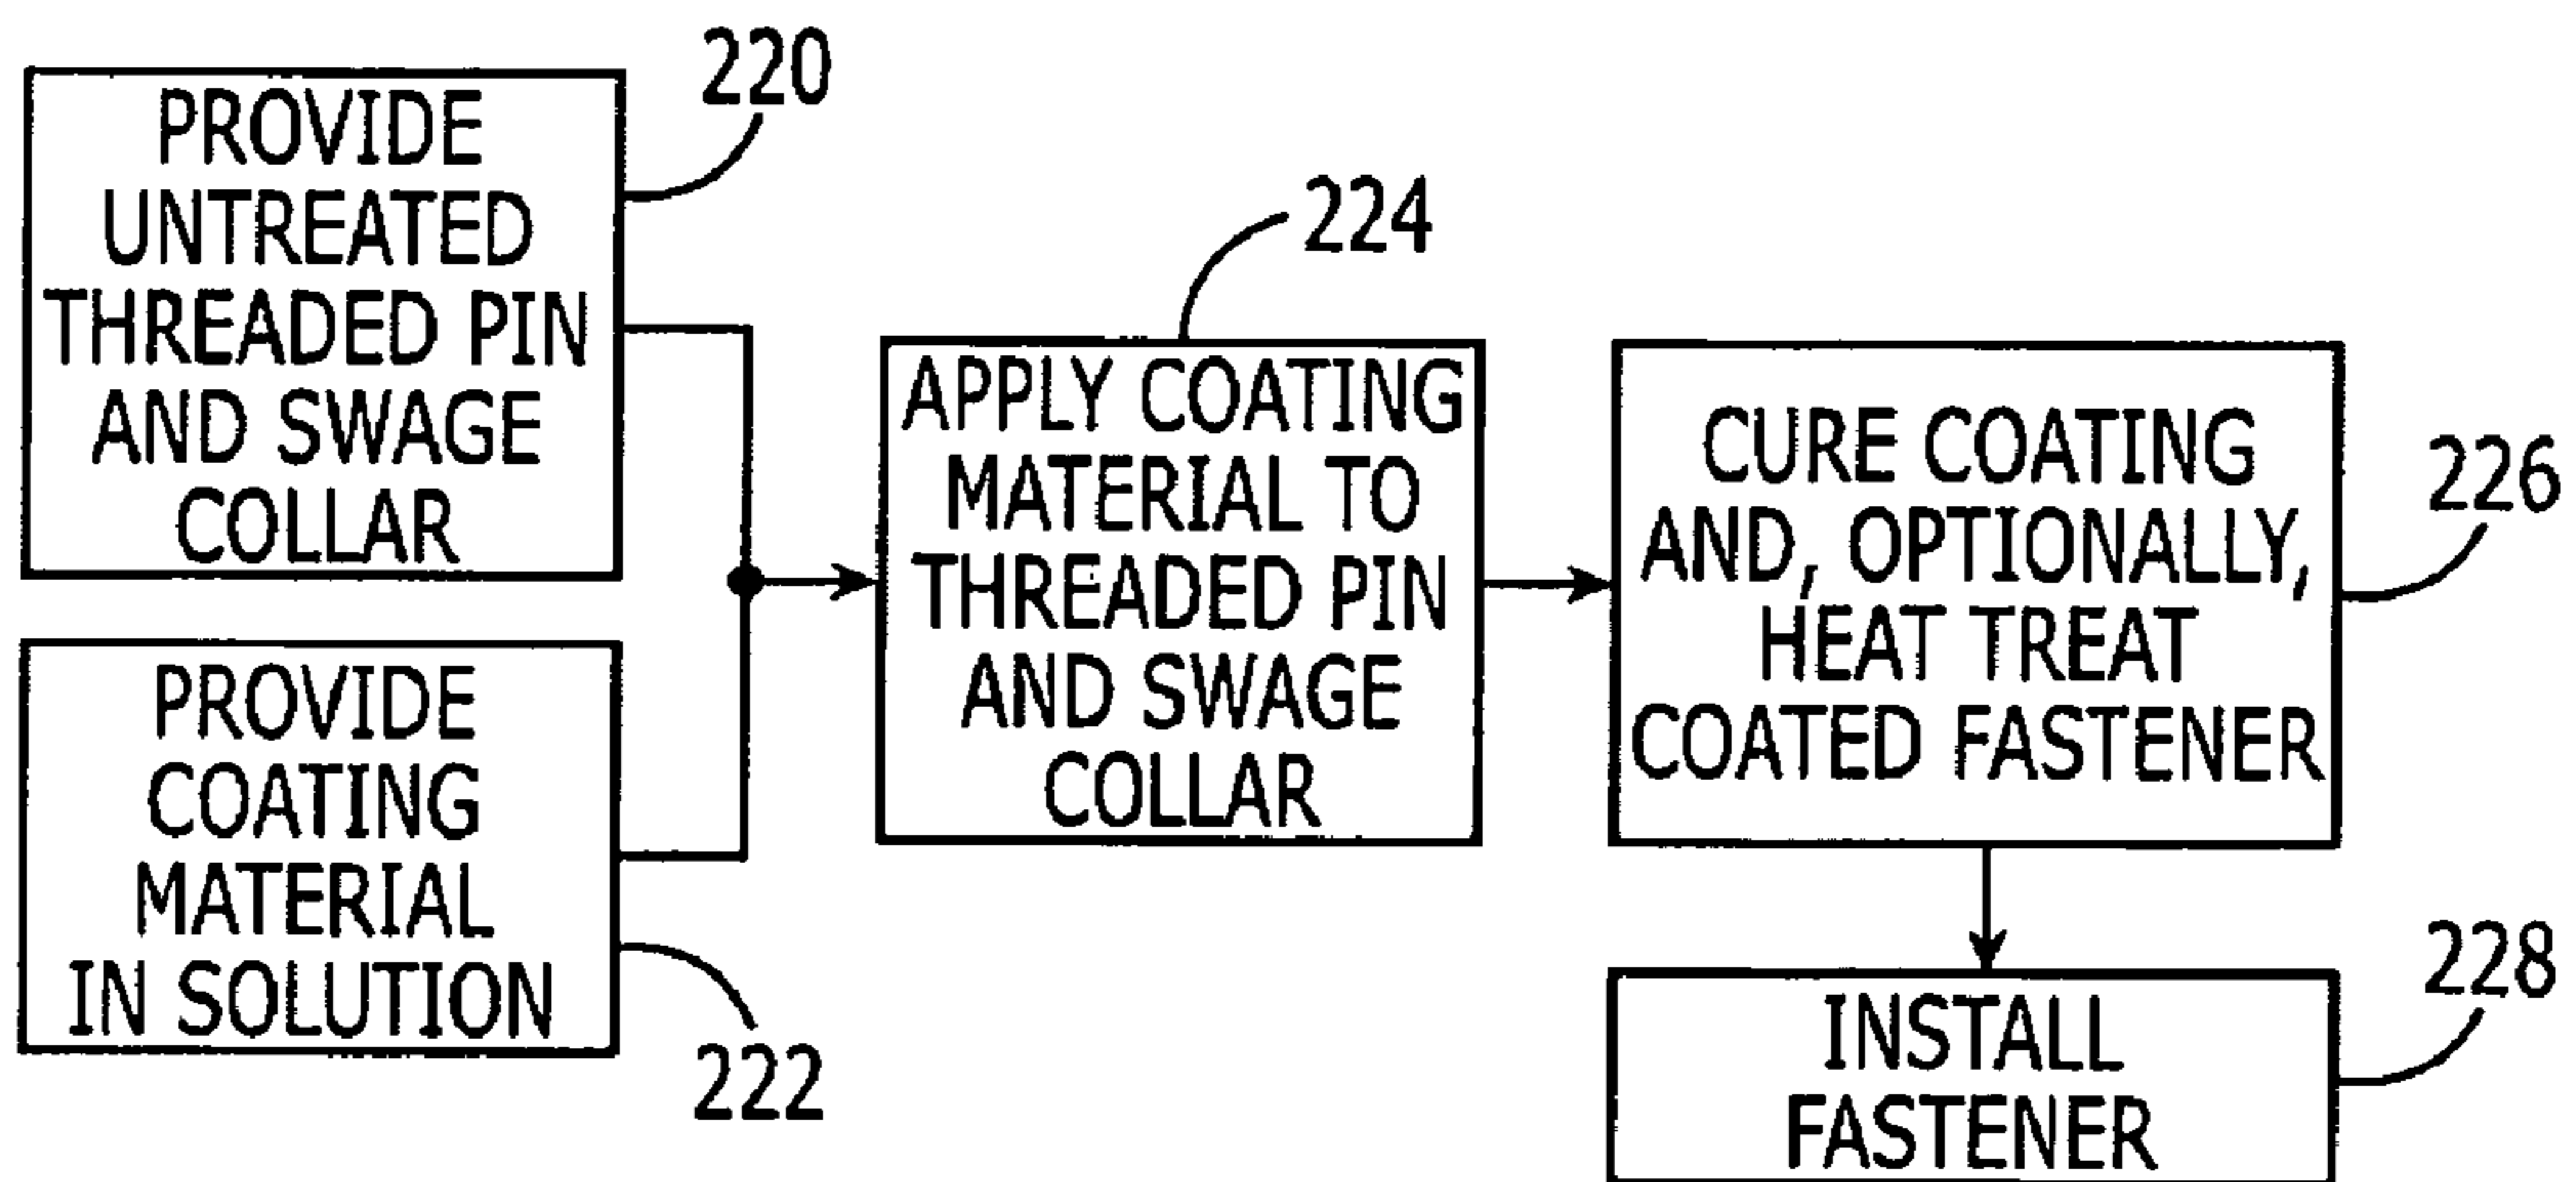 PROVIDE
UNTREATED
THREADED PIN
AND SWAGE
COLLAR
220
PROVIDE
COATING
MATERIAL
IN SOLUTION
222
224
APPLY COATING
MATERIAL TO
THREADED PIN
AND SWAGE
COLLAR
CURE COATING
AND, OPTIONALLY,
HEAT TREAT
COATED FASTENER
226
INSTALL
FASTENER
228